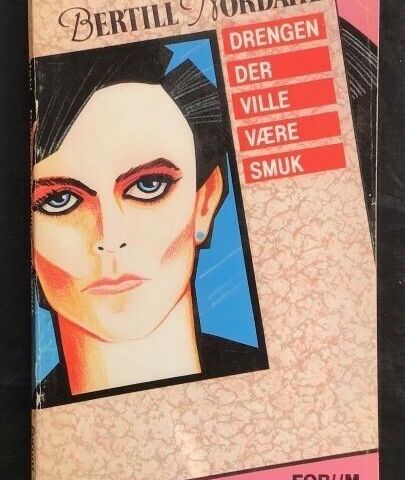 BERTILL NORDAHL
DRENGEN
DER
VILLE
VÆRE
SMUK
FORUM